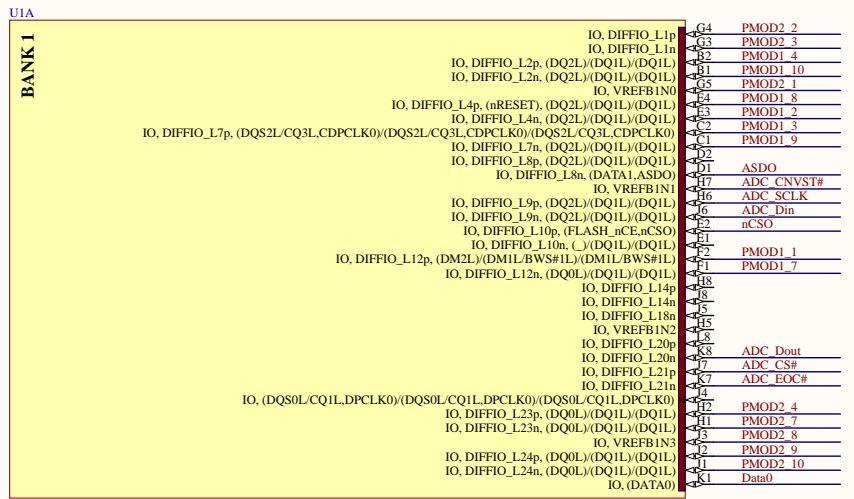 U1A
BANK 1
IO, DIFFIO_L1p G4 PMOD2_2
IO, DIFFIO_L1n G3 PMOD2_3
IO, DIFFIO_L2p, (DQ2L)/(DQ1L)/(DQ1L) B2 PMOD1_4
IO, DIFFIO_L2n, (DQ2L)/(DQ1L)/(DQ1L) B1 PMOD1_10
IO, VREFB1N0 G5 PMOD2_1
IO, DIFFIO_L4p, (nRESET), (DQ2L)/(DQ1L)/(DQ1L) E4 PMOD1_8
IO, DIFFIO_L4n, (DQ2L)/(DQ1L)/(DQ1L) E3 PMOD1_2
IO, DIFFIO_L7p, (DQS2L/CQ3L,CDPCLK0)/(DQS2L/CQ3L,CDPCLK0)/(DQS2L/CQ3L,CDPCLK0) C2 PMOD1_3
IO, DIFFIO_L7n, (DQ2L)/(DQ1L)/(DQ1L) C1 PMOD1_9
IO, DIFFIO_L8p, (DQ2L)/(DQ1L)/(DQ1L) D2
IO, DIFFIO_L8n, (DATA1,ASDO) D1 ASDO
IO, VREFB1N1 H7 ADC_CNVST#
IO, DIFFIO_L9p, (DQ2L)/(DQ1L)/(DQ1L) H6 ADC_SCLK
IO, DIFFIO_L9n, (DQ2L)/(DQ1L)/(DQ1L) J6 ADC_Din
IO, DIFFIO_L10p, (FLASH_nCE,nCSO) E2 nCSO
IO, DIFFIO_L10n, (_)/(DQ1L)/(DQ1L) E1
IO, DIFFIO_L12p, (DM2L)/(DM1L/BWS#1L)/(DM1L/BWS#1L) F2 PMOD1_1
IO, DIFFIO_L12n, (DQ0L)/(DQ1L)/(DQ1L) F1 PMOD1_7
IO, DIFFIO_L14p H8
IO, DIFFIO_L14n J8
IO, DIFFIO_L18n J5
IO, VREFB1N2 H5
IO, DIFFIO_L20p L8
IO, DIFFIO_L20n K8 ADC_Dout
IO, DIFFIO_L21p J7 ADC_CS#
IO, DIFFIO_L21n K7 ADC_EOC#
IO, (DQS0L/CQ1L,DPCLK0)/(DQS0L/CQ1L,DPCLK0)/(DQS0L/CQ1L,DPCLK0) J4
IO, DIFFIO_L23p, (DQ0L)/(DQ1L)/(DQ1L) H2 PMOD2_4
IO, DIFFIO_L23n, (DQ0L)/(DQ1L)/(DQ1L) H1 PMOD2_7
IO, VREFB1N3 J3 PMOD2_8
IO, DIFFIO_L24p, (DQ0L)/(DQ1L)/(DQ1L) J2 PMOD2_9
IO, DIFFIO_L24n, (DQ0L)/(DQ1L)/(DQ1L) J1 PMOD2_10
IO, (DATA0) K1 Data0